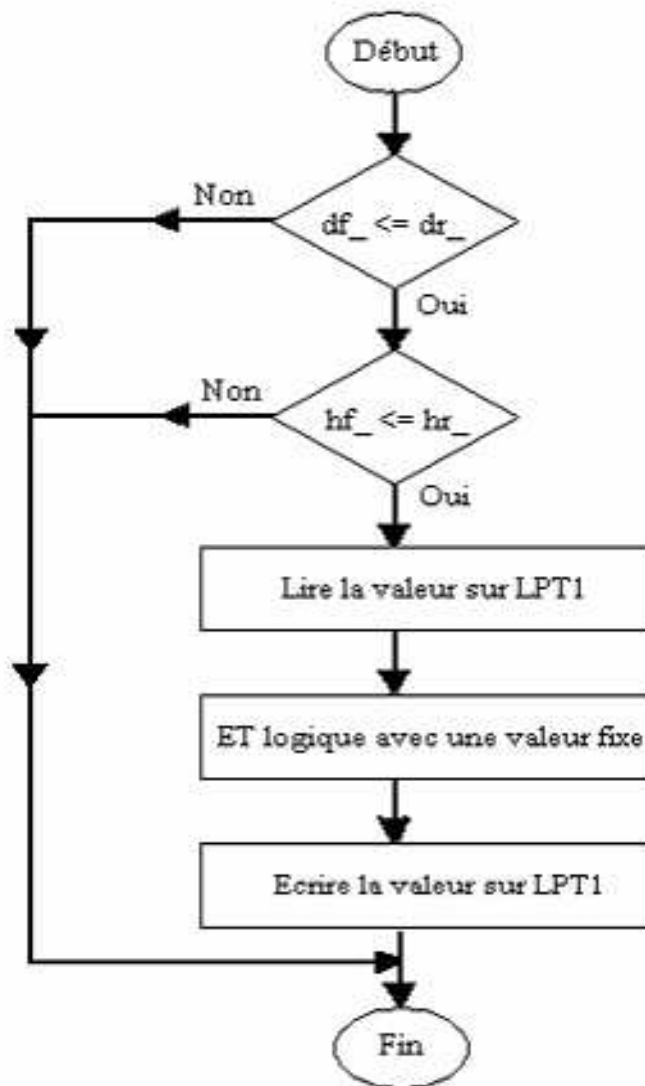 Début
Non
df_ <= dr_
Oui
Non
hf_ <= hr_
Oui
Lire la valeur sur LPT1
ET logique avec une valeur fixe
Ecrire la valeur sur LPT1
Fin